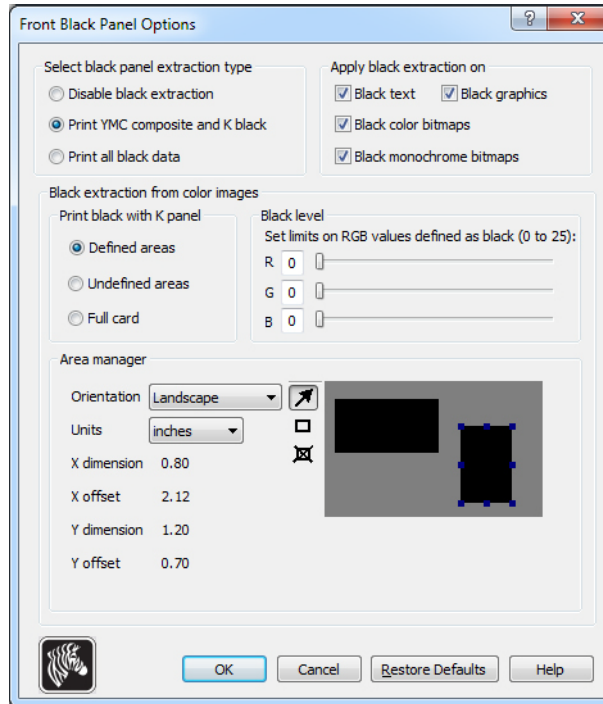 Front Black Panel Options
Select black panel extraction type
Disable black extraction
Print YMC composite and K black
Print all black data
Apply black extraction on
Black text Black graphics
Black color bitmaps
Black monochrome bitmaps
Black extraction from color images
Print black with K panel
Defined areas
Undefined areas
Full card
Black level
Set limits on RGB values defined as black (0 to 25):
R 0
G 0
B 0
Area manager
Orientation Landscape
Units inches
X dimension 0.80
X offset 2.12
Y dimension 1.20
Y offset 0.70
OK Cancel Restore Defaults Help